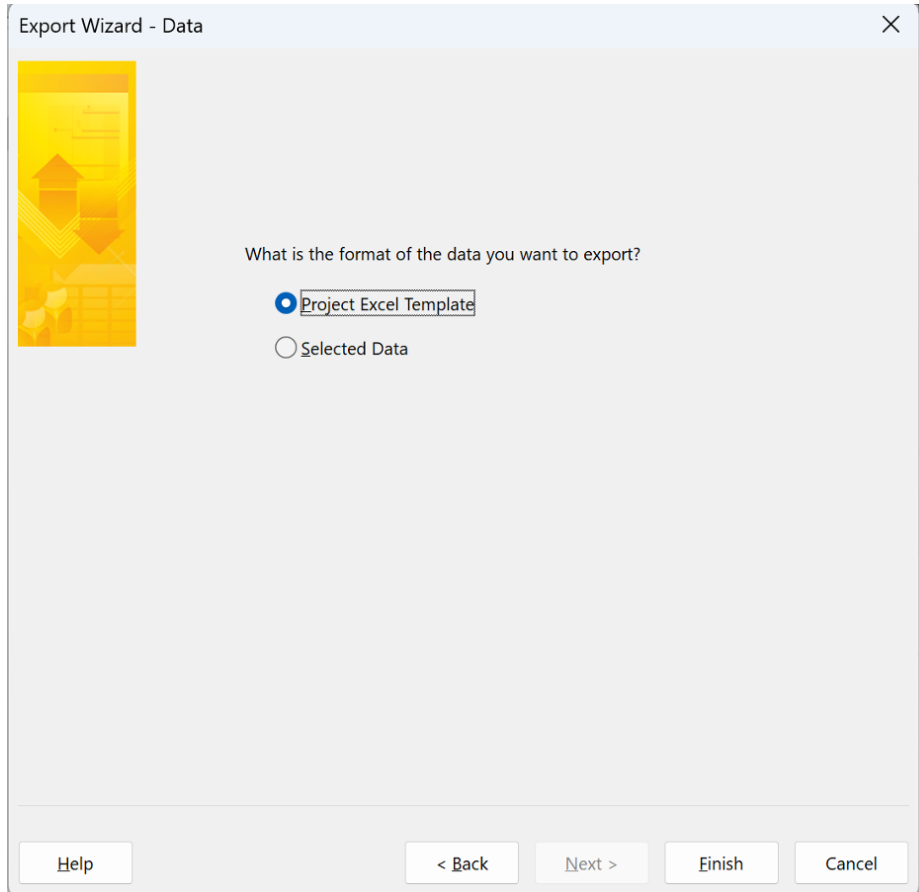 Export Wizard - Data
What is the format of the data you want to export?
Project Excel Template
Selected Data
Help
< Back
Next >
Finish
Cancel